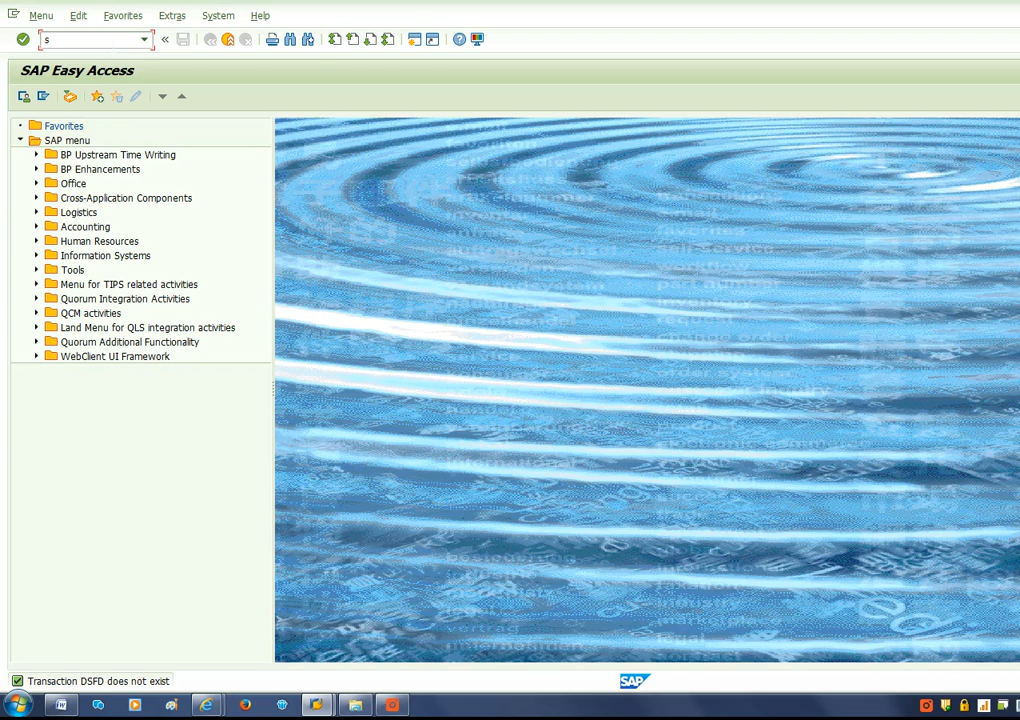 Menu Edit Favorites Extras System Help
s
SAP Easy Access
Favorites
SAP menu
BP Upstream Time Writing
BP Enhancements
Office
Cross-Application Components
Logistics
Accounting
Human Resources
Information Systems
Tools
Menu for TIPS related activities
Quorum Integration Activities
QCM activities
Land Menu for QLS integration activities
Quorum Additional Functionality
WebClient UI Framework
Transaction DSFD does not exist
SAP